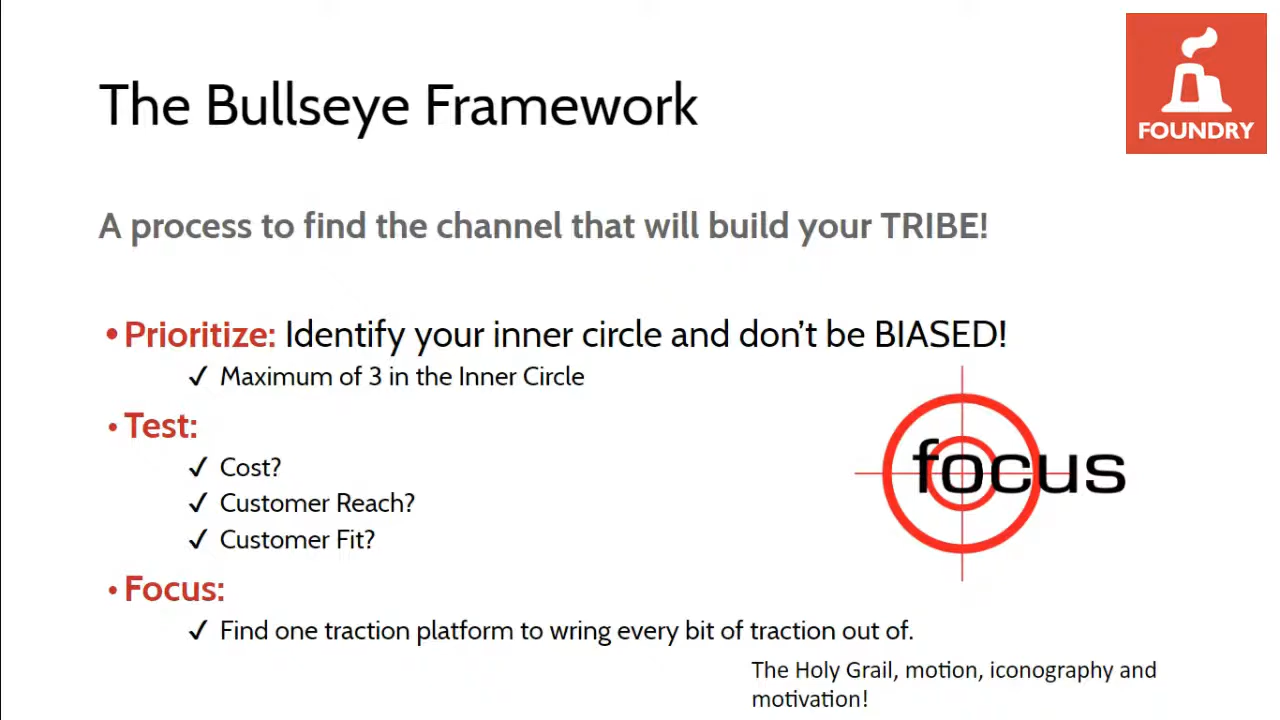 FOUNDRY
The Bullseye Framework
A process to find the channel that will build your TRIBE!
•Prioritize: Identify your inner circle and don't be BIASED!
✓ Maximum of 3 in the Inner Circle
• Test:
✓ Cost?
✓ Customer Reach?
✓ Customer Fit?
focus
• Focus:
✓ Find one traction platform to wring every bit of traction out of.
The Holy Grail, motion, iconography and
motivation!